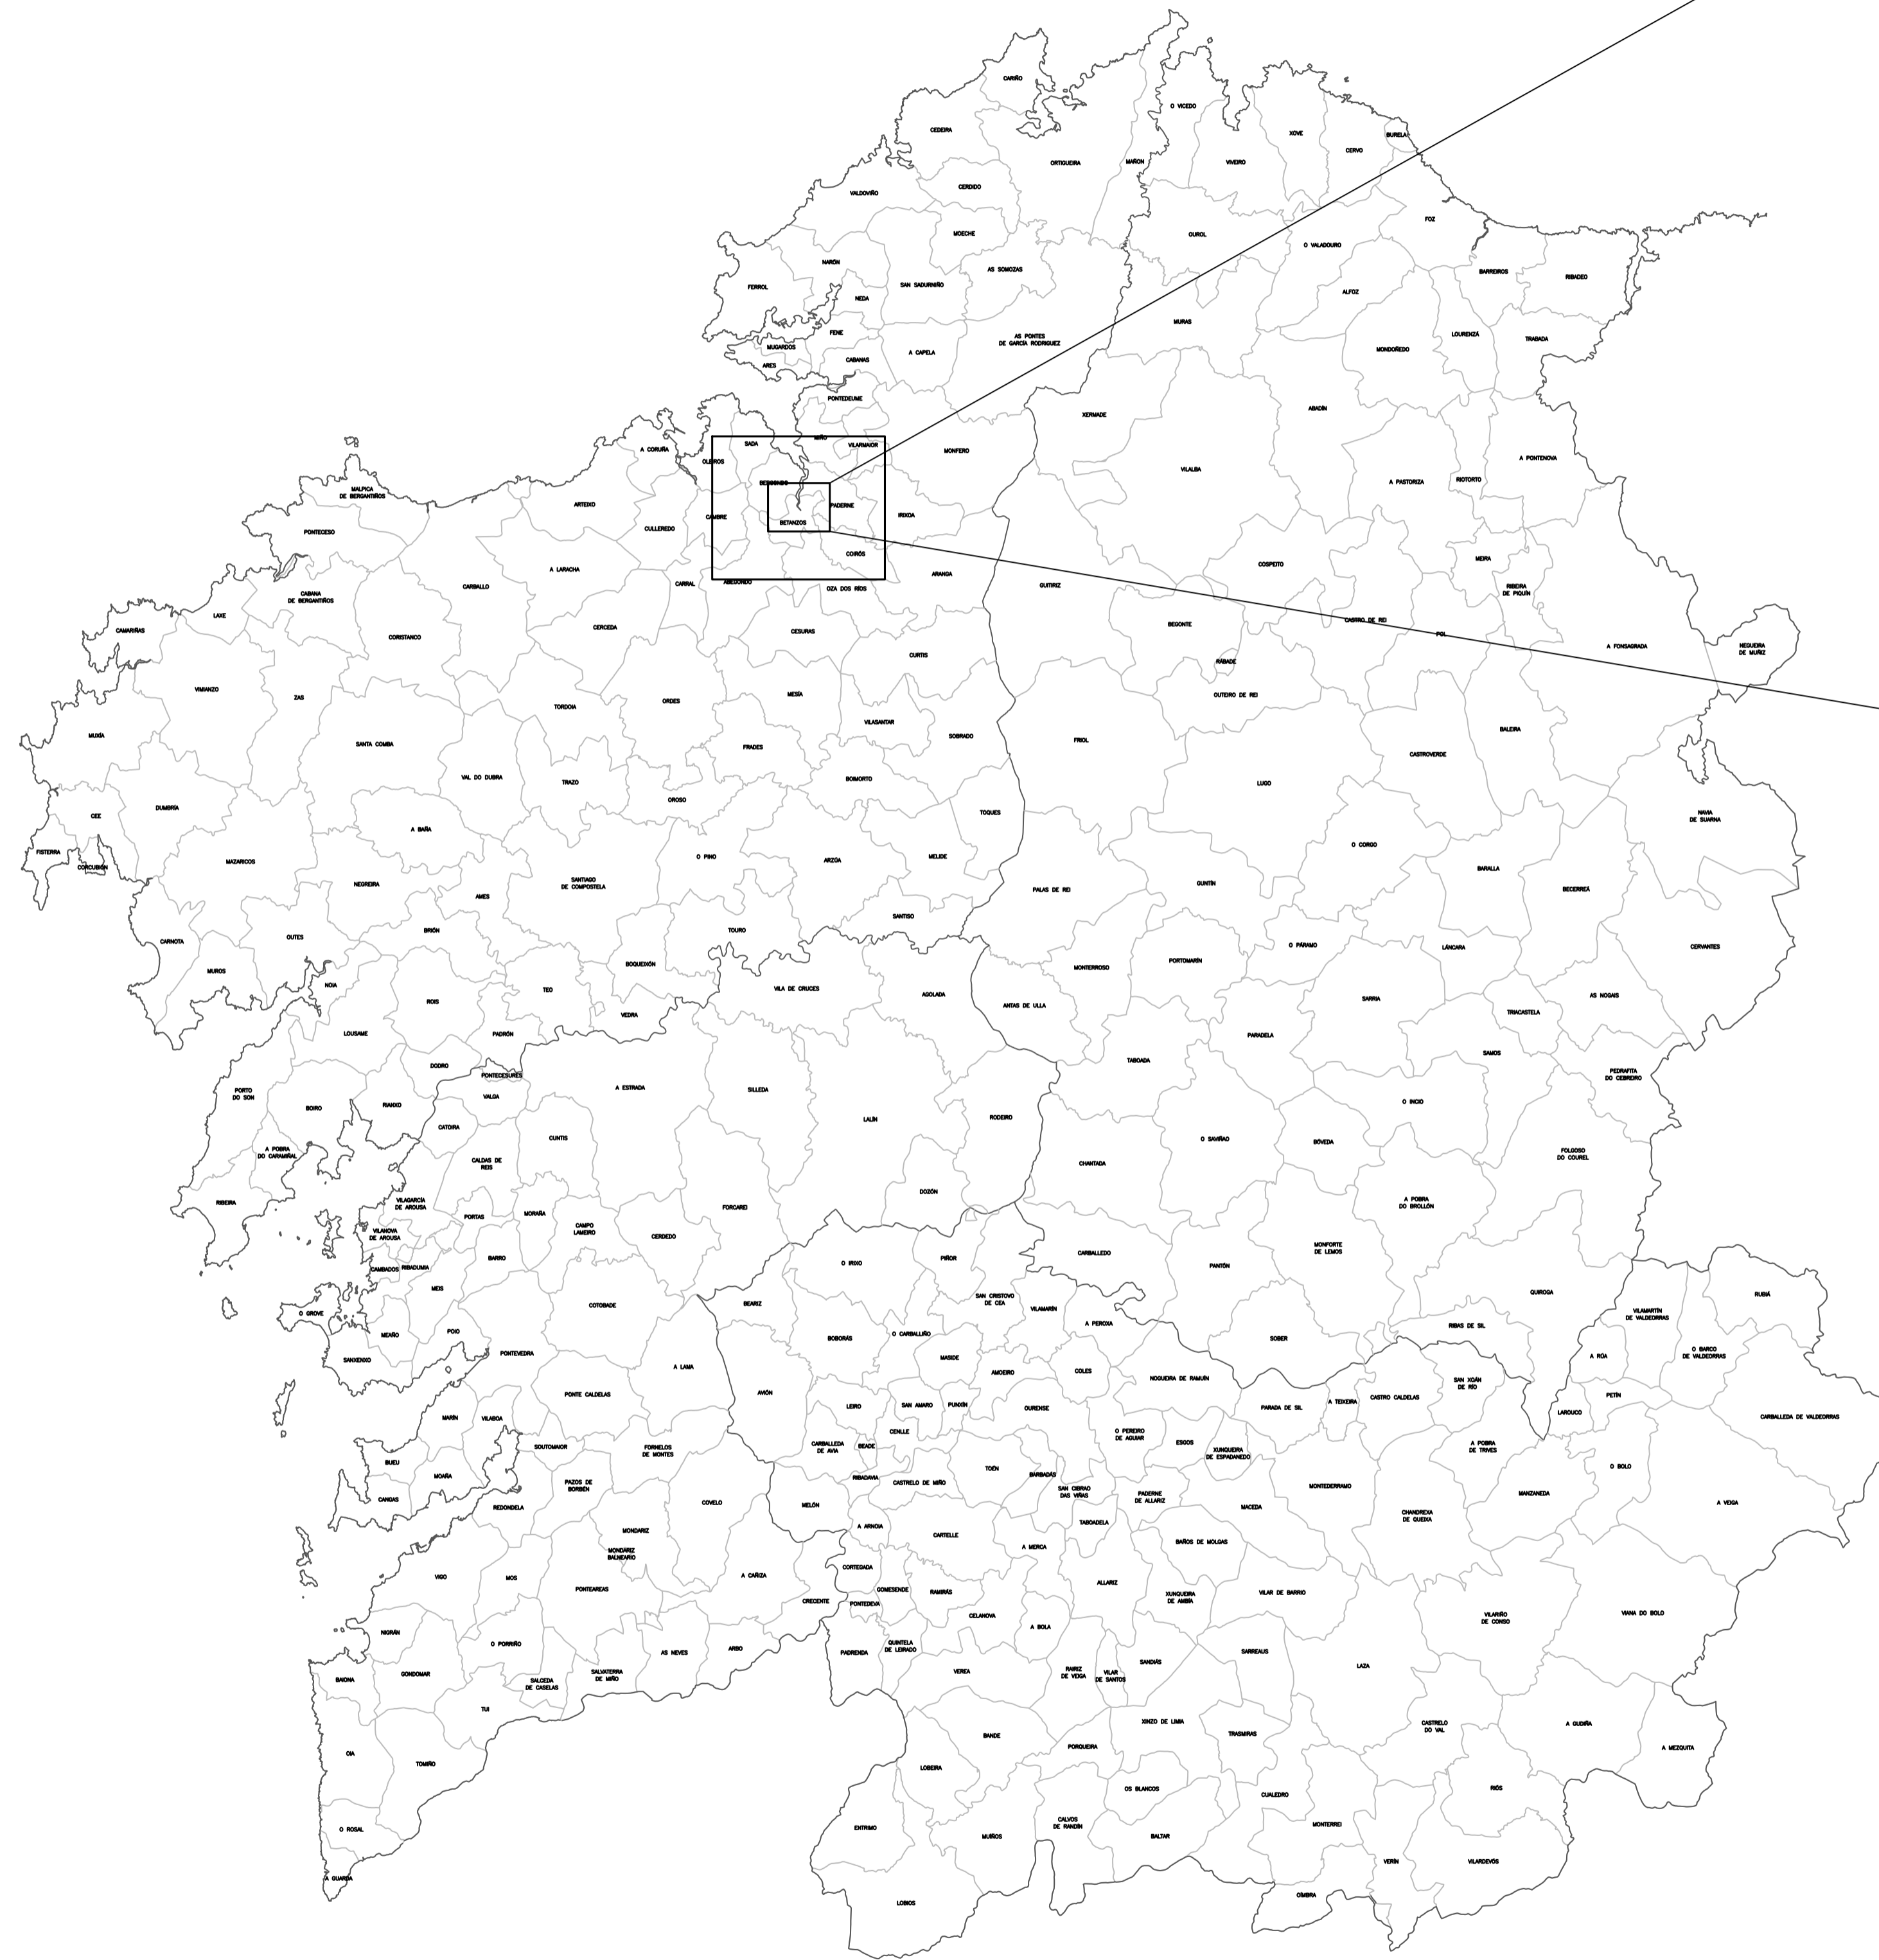 CARIÑO
O VICEDO
CEDEIRA
XOVE
BURELA
CERVO
ORTIGUEIRA
MAÑON
VIVEIRO
VALDOVIÑO
CERDIDO
FOZ
MOECHE
OUROL
O VALADOURO
NARÓN
AS SOMOZAS
BARREIROS
RIBADEO
FERROL
SAN SADURNIÑO
NEDA
ALFOZ
MURAS
FENE
AS PONTES
DE GARCÍA RODRIGUEZ
LOURENZÁ
TRABADA
MUGARDOS
A CAPELA
MONDOÑEDO
ARES
CABANAS
PONTEDEUME
XERMADE
ABADÍN
MIÑO
SADA
VILARMAIOR
A CORUÑA
MONFERO
OLEIROS
A PONTENOVA
VILALBA
A PASTORIZA
RIOTORTO
BERGONDO
MALPICA
DE BERGANTIÑOS
ARTEIXO
PADERNE
CAMBRE
IRIXOA
BETANZOS
CULLEREDO
PONTECESO
COIRÓS
MEIRA
COSPEITO
A LARACHA
ARANGA
ABEGONDO
CARRAL
OZA DOS RÍOS
GUITIRIZ
CARBALLO
RIBEIRA
DE PIQUÍN
CABANA
DE BERGANTIÑOS
LAXE
CASTRO DE REI
BEGONTE
CERCEDA
CESURAS
CAMARIÑAS
CORISTANCO
POL
A FONSAGRADA
NEGUEIRA
DE MUÑIZ
CURTIS
RÁBADE
VIMIANZO
ZAS
MESÍA
OUTEIRO DE REI
ORDES
TORDOIA
VILASANTAR
BALEIRA
MUXÍA
SOBRADO
FRIOL
SANTA COMBA
FRADES
CASTROVERDE
VAL DO DUBRA
TRAZO
BOIMORTO
LUGO
OROSO
DUMBRÍA
TOQUES
CEE
NAVIA
DE SUARNA
A BAÑA
O CORGO
FISTERRA
O PINO
ARZÚA
MELIDE
MAZARICOS
CORCUBIÓN
BARALLA
NEGREIRA
SANTIAGO
DE COMPOSTELA
GUNTÍN
PALAS DE REI
BECERREÁ
AMES
SANTISO
BRIÓN
TOURO
OUTES
CARNOTA
O PÁRAMO
LÁNCARA
CERVANTES
PORTOMARÍN
BOQUEIXÓN
MONTERROSO
MUROS
NOIA
VILA DE CRUCES
TEO
AGOLADA
AS NOGAIS
SARRIA
ROIS
ANTAS DE ULLA
VEDRA
TRIACASTELA
LOUSAME
PADRÓN
PARADELA
SAMOS
TABOADA
DODRO
PONTECESURES
PEDRAFITA
DO CEBREIRO
A ESTRADA
SILLEDA
PORTO
DO SON
VALGA
O INCIO
RIANXO
BOIRO
RODEIRO
LALÍN
CATOIRA
CUNTIS
O SAVIÑAO
BÓVEDA
A POBRA
DO CARAMIÑAL
FOLGOSO
DO COUREL
CALDAS DE
REIS
CHANTADA
DOZÓN
A POBRA
DO BROLLÓN
RIBEIRA
VILAGARCÍA
DE AROUSA
FORCAREI
MORAÑA
PORTAS
CAMPO
LAMEIRO
VILANOVA
DE AROUSA
CERDEDO
MONFORTE
DE LEMOS
CARBALLEDO
BARRO
PIÑOR
O IRIXO
PANTÓN
CAMBADOS
RIBADUMIA
MEIS
QUIROGA
RUBIÁ
SAN CRISTOVO
DE CEA
BEARIZ
COTOBADE
VILAMARÍN
VILAMARTÍN
DE VALDEORRAS
O GROVE
A PEROXA
RIBAS DE SIL
POIO
O CARBALLIÑO
MEAÑO
BOBORÁS
SOBER
PONTEVEDRA
O BARCO
DE VALDEORRAS
A RÚA
MASIDE
SANXENXO
A LAMA
AMOEIRO
COLES
NOGUEIRA DE RAMUÍN
SAN XOÁN
DE RÍO
AVIÓN
PONTE CALDELAS
PETÍN
CASTRO CALDELAS
A TEIXEIRA
LEIRO
SAN AMARO
PUNXÍN
OURENSE
PARADA DE SIL
LAROUCO
MARÍN
VILABOA
CARBALLEDA DE VALDEORRAS
CENLLE
O PEREIRO
DE AGUIAR
ESGOS
CARBALLEDA
DE AVIA
BEADE
SOUTOMAIOR
FORNELOS
DE MONTES
XUNQUEIRA
DE ESPADANEDO
A POBRA
DE TRIVES
BUEU
O BOLO
TOÉN
BARBADÁS
MOAÑA
RIBADAVIA
CASTRELO DE MIÑO
PAZOS DE
BORBÉN
MONTEDERRAMO
SAN CIBRAO
DAS VIÑAS
PADERNE
DE ALLARIZ
MANZANEDA
CANGAS
COVELO
MELÓN
A VEIGA
REDONDELA
MACEDA
CHANDREXA
DE QUEIXA
TABOADELA
A ARNOIA
MONDARIZ
CARTELLE
BAÑOS DE MOLGAS
A MERCA
MONDARIZ
BALNEARIO
CORTEGADA
A CAÑIZA
VIGO
MOS
ALLARIZ
PONTEAREAS
GOMESENDE
RAMIRÁS
XUNQUEIRA
DE AMBÍA
VILAR DE BARRIO
CRECENTE
PONTEDEVA
VIANA DO BOLO
CELANOVA
VILARIÑO
DE CONSO
A BOLA
NIGRÁN
O PORRIÑO
QUINTELA
DE LEIRADO
ARBO
AS NEVES
PADRENDA
SARREAUS
SANDIÁS
LAZA
GONDOMAR
SALVATERRA
DE MIÑO
VEREA
RAIRIZ
DE VEIGA
VILAR
DE SANTOS
BAIONA
SALCEDA
DE CASELAS
TUI
XINZO DE LIMIA
CASTRELO
DO VAL
A GUDIÑA
BANDE
TRASMIRAS
PORQUEIRA
A MEZQUITA
OIA
TOMIÑO
LOBEIRA
OS BLANCOS
RIÓS
CUALEDRO
CALVOS
DE RANDÍN
MONTERREI
O ROSAL
ENTRIMO
MUIÑOS
BALTAR
VERÍN
VILARDEVÓS
A GUARDA
OÍMBRA
LOBIOS